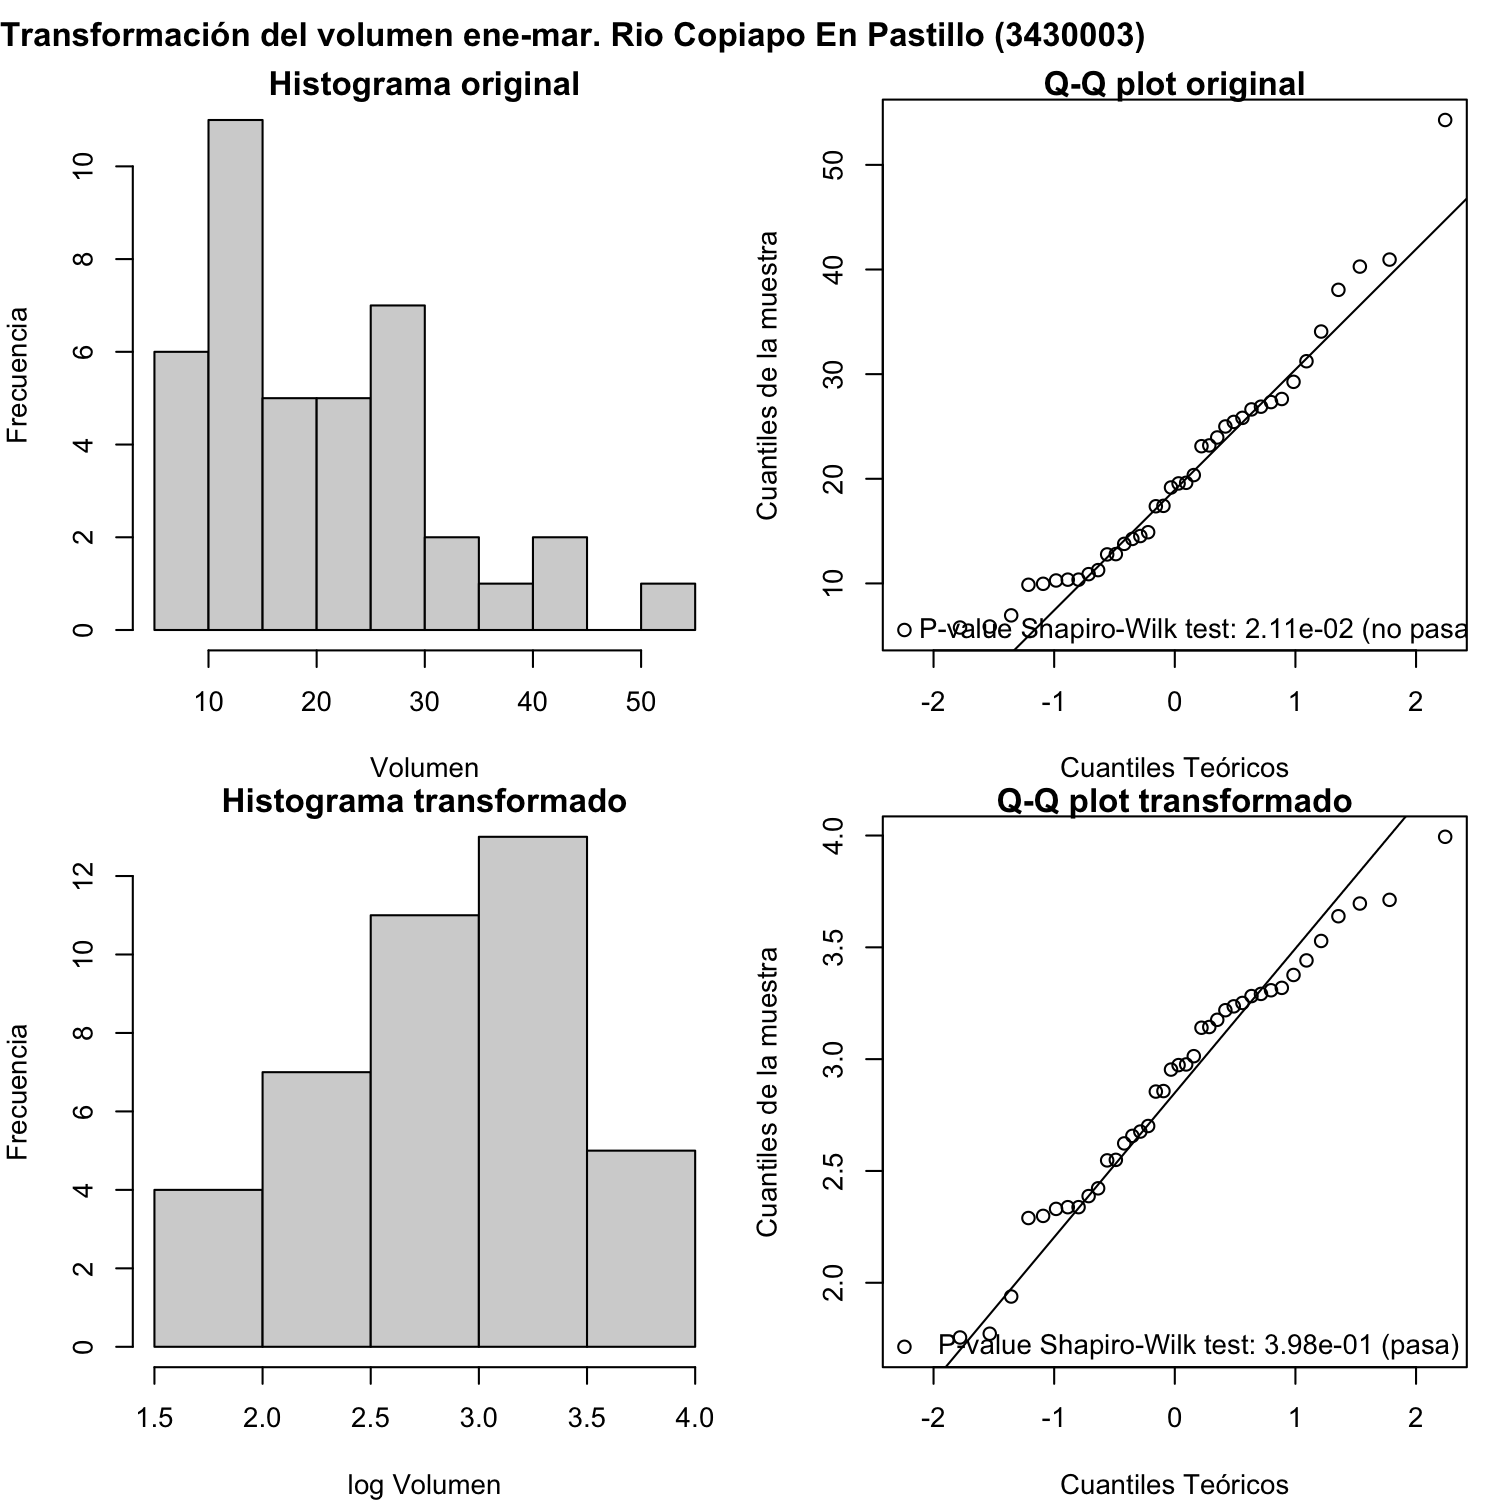 Transformación del volumen ene-mar. Rio Copiapo En Pastillo (3430003)
Histograma original
Frecuencia
0
2
4
6
8
10
10
20
30
40
50
Volumen
Q-Q plot original
Cuantiles de la muestra
10
20
30
40
50
P-value Shapiro-Wilk test: 2.11e-02 (no pasa
-2
-1
0
1
2
Cuantiles Teóricos
Histograma transformado
Frecuencia
0
2
4
6
8
10
12
1.5
2.0
2.5
3.0
3.5
4.0
log Volumen
Q-Q plot transformado
Cuantiles de la muestra
2.0
2.5
3.0
3.5
4.0
P-value Shapiro-Wilk test: 3.98e-01 (pasa)
-2
-1
0
1
2
Cuantiles Teóricos